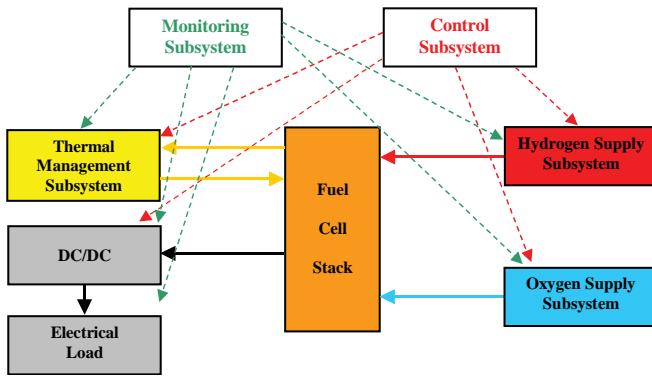 Monitoring
Subsystem
Control
Subsystem
Thermal
Management
Subsystem
Fuel
Cell
Stack
Hydrogen Supply
Subsystem
DC/DC
Oxygen Supply
Subsystem
Electrical
Load